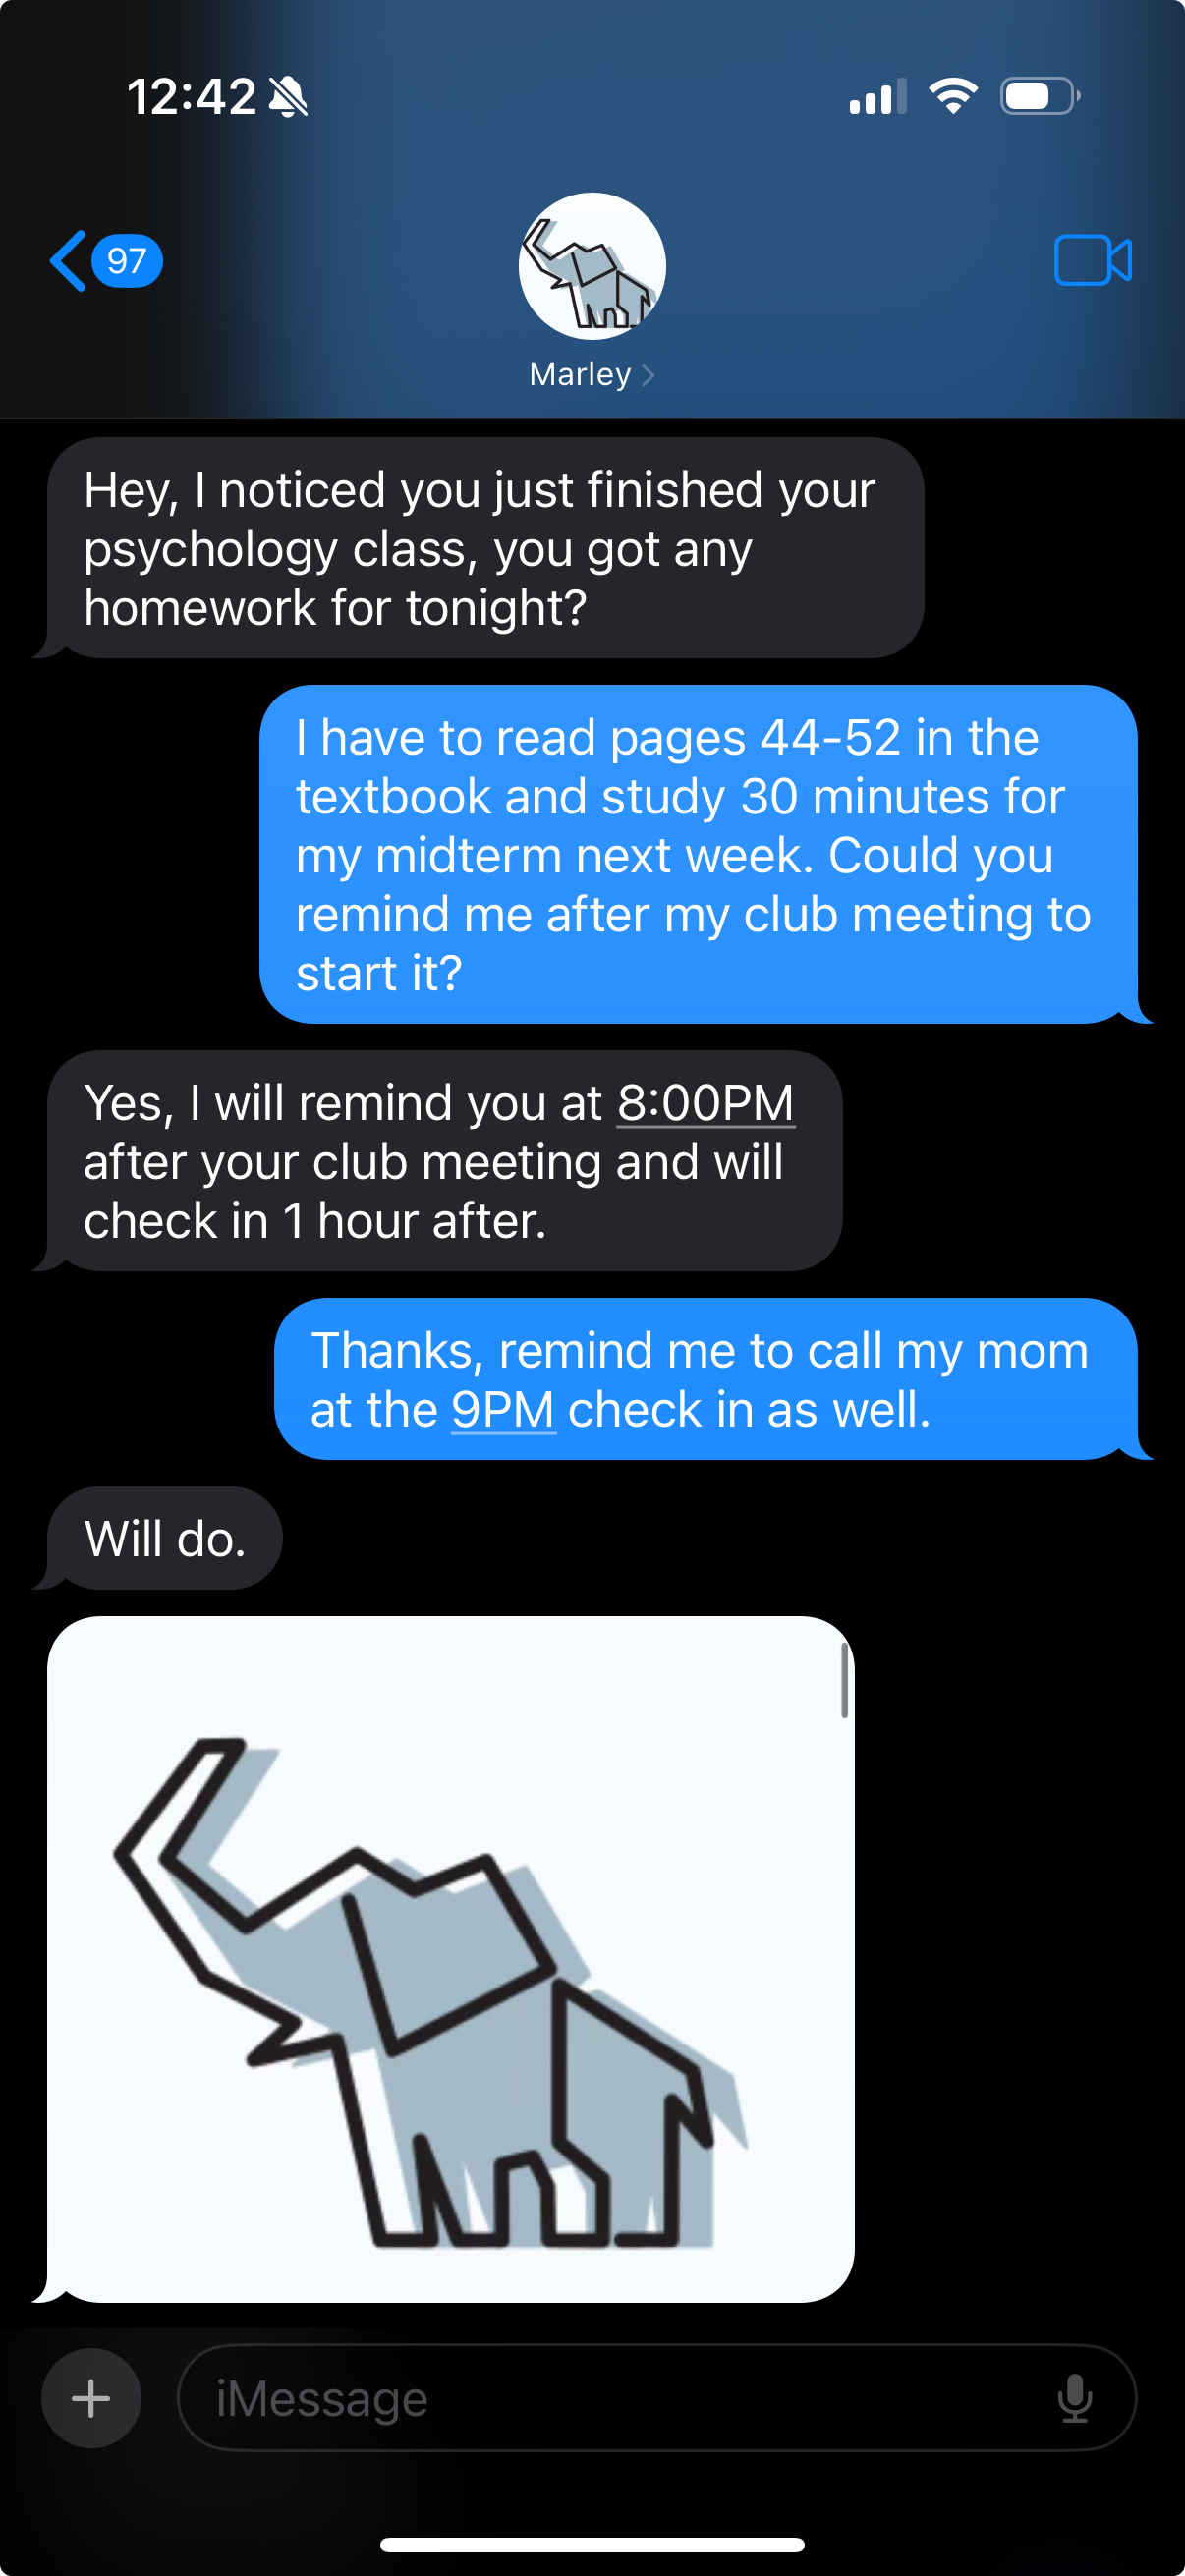 12:42
97
Marley
Hey, I noticed you just finished your
psychology class, you got any
homework for tonight?
I have to read pages 44-52 in the
textbook and study 30 minutes for
my midterm next week. Could you
remind me after my club meeting to
start it?
Yes, I will remind you at 8:00PM
after your club meeting and will
check in 1 hour after.
Thanks, remind me to call my mom
at the 9PM check in as well.
Will do.
iMessage